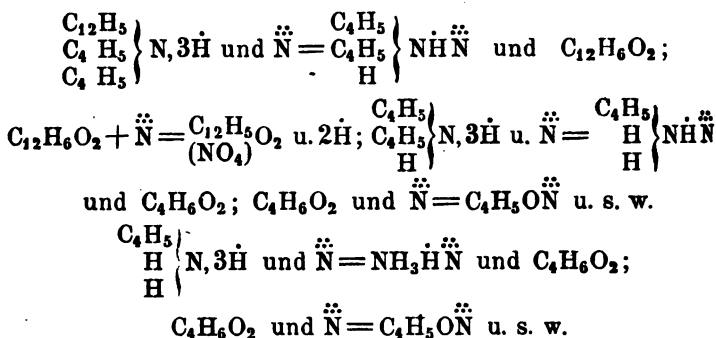 C₁₂H₅
C₄ H₅ } N, 3Ḣ und N⃛̈ = C₄H₅ C₄H₅ H } NḢN⃛̈ und C₁₂H₆O₂;
C₄ H₅
C₁₂H₆O₂ + N⃛̈ = C₁₂H₅ (NO₄) O₂ u. 2Ḣ; C₄H₅ C₄H₅ H } N, 3Ḣ u. N⃛̈ = C₄H₅ H H } NḢN⃛̈
und C₄H₆O₂; C₄H₆O₂ und N⃛̈ = C₄H₅ON⃛̈ u. s. w.
C₄H₅ H H } N, 3Ḣ und N⃛̈ = NH₃ḢN⃛̈ und C₄H₆O₂;
C₄H₆O₂ und N⃛̈ = C₄H₅ON⃛̈ u. s. w.